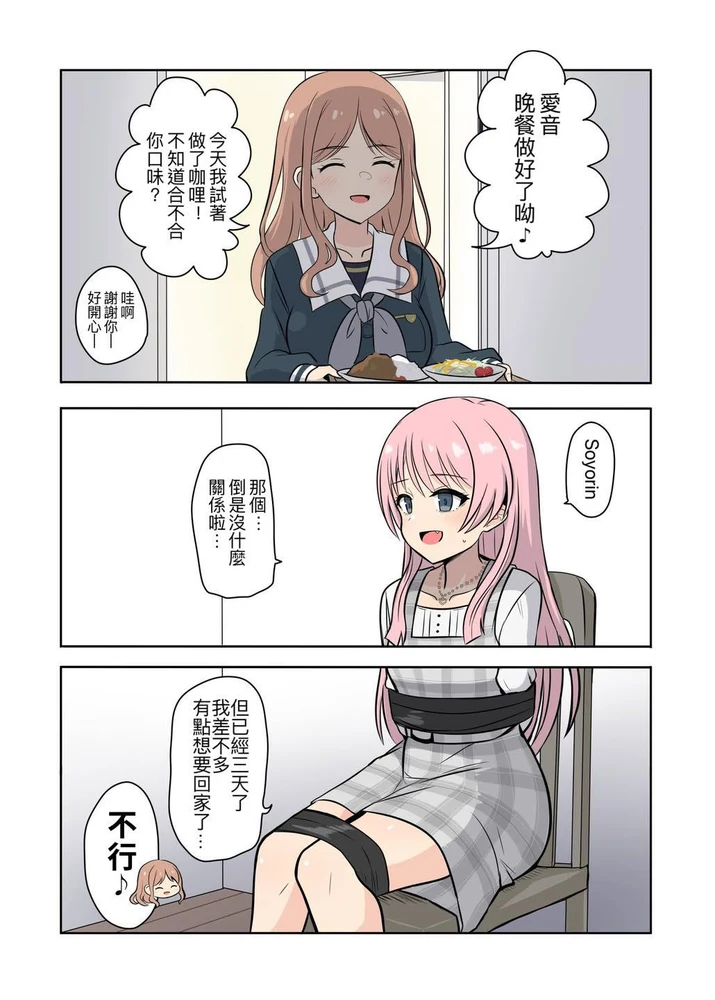 愛音
晚餐做好了呦♪
今天我試著
做了咖哩！
不知道合不合
你口味？
哇啊
謝謝你ー
好開心ー
Soyorin
那個…
倒是沒什麼
關係啦…
但已經三天了
我差不多
有點想要回家了…
不行♪